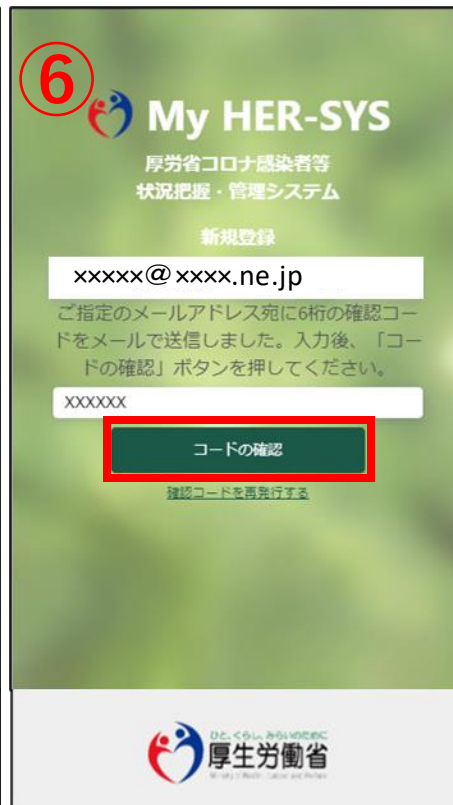 ⑥
My HER-SYS
厚労省コロナ感染者等
状況把握・管理システム
新規登録
xxxxx@xxxx.ne.jp
ご指定のメールアドレス宛に6桁の確認コー
ドをメールで送信しました。入力後、「コー
ドの確認」ボタンを押してください。
XXXXXX
コードの確認
確認コードを再発行する
ひと、くらし、みらいのために
厚生労働省
Ministry of Health, Labour and Welfare